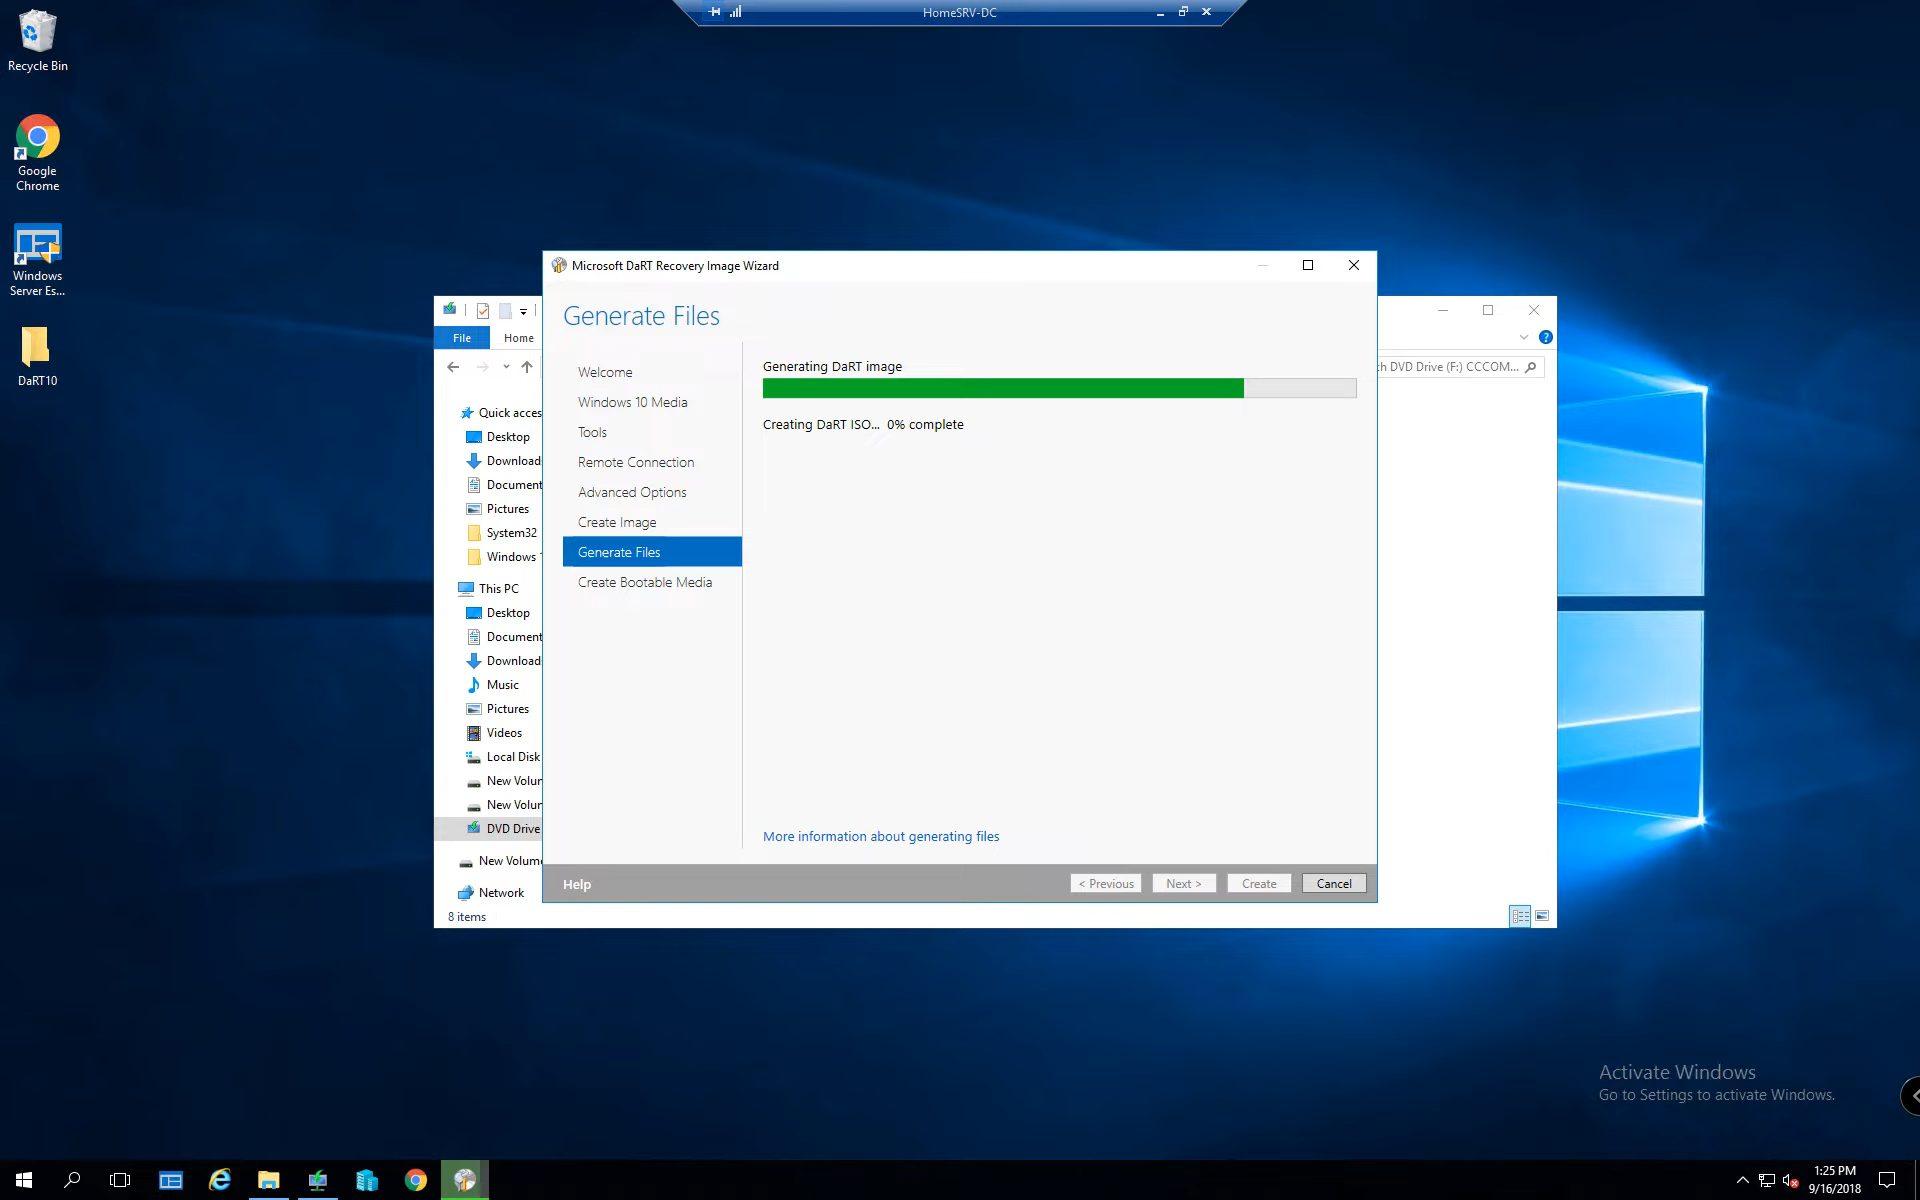 HomeSRV-DC
Recycle Bin
Google
Chrome
Windows
Server Es...
DaRT10
Microsoft DaRT Recovery Image Wizard
Generate Files
File
Home
DVD Drive (F:) CCCOM...
Welcome
Windows 10 Media
Tools
Remote Connection
Advanced Options
Create Image
Generate Files
Create Bootable Media
Generating DaRT image
Creating DaRT ISO... 0% complete
More information about generating files
Help
< Previous
Next >
Create
Cancel
Quick acces
Desktop
Download
Document
Pictures
System32
Windows
This PC
Desktop
Document
Download
Music
Pictures
Videos
Local Disk
New Volu
New Volu
DVD Drive
New Volum
Network
8 items
Activate Windows
Go to Settings to activate Windows.
1:25 PM
9/16/2018